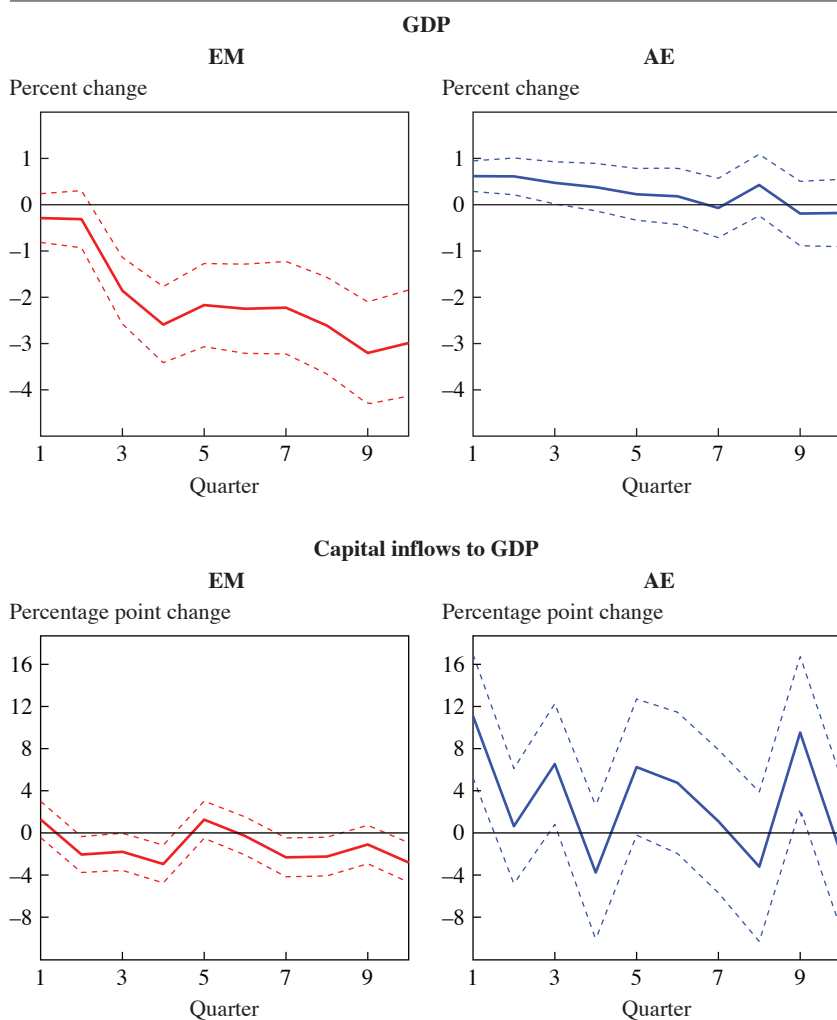 GDP
EM
AE
Percent change
Percent change
1
0
–1
–2
–3
–4
1
0
–1
–2
–3
–4
1 3 5 7 9
1 3 5 7 9
Quarter
Quarter
Capital inflows to GDP
EM
AE
Percentage point change
Percentage point change
16
12
8
4
0
–4
–8
16
12
8
4
0
–4
–8
1 3 5 7 9
1 3 5 7 9
Quarter
Quarter